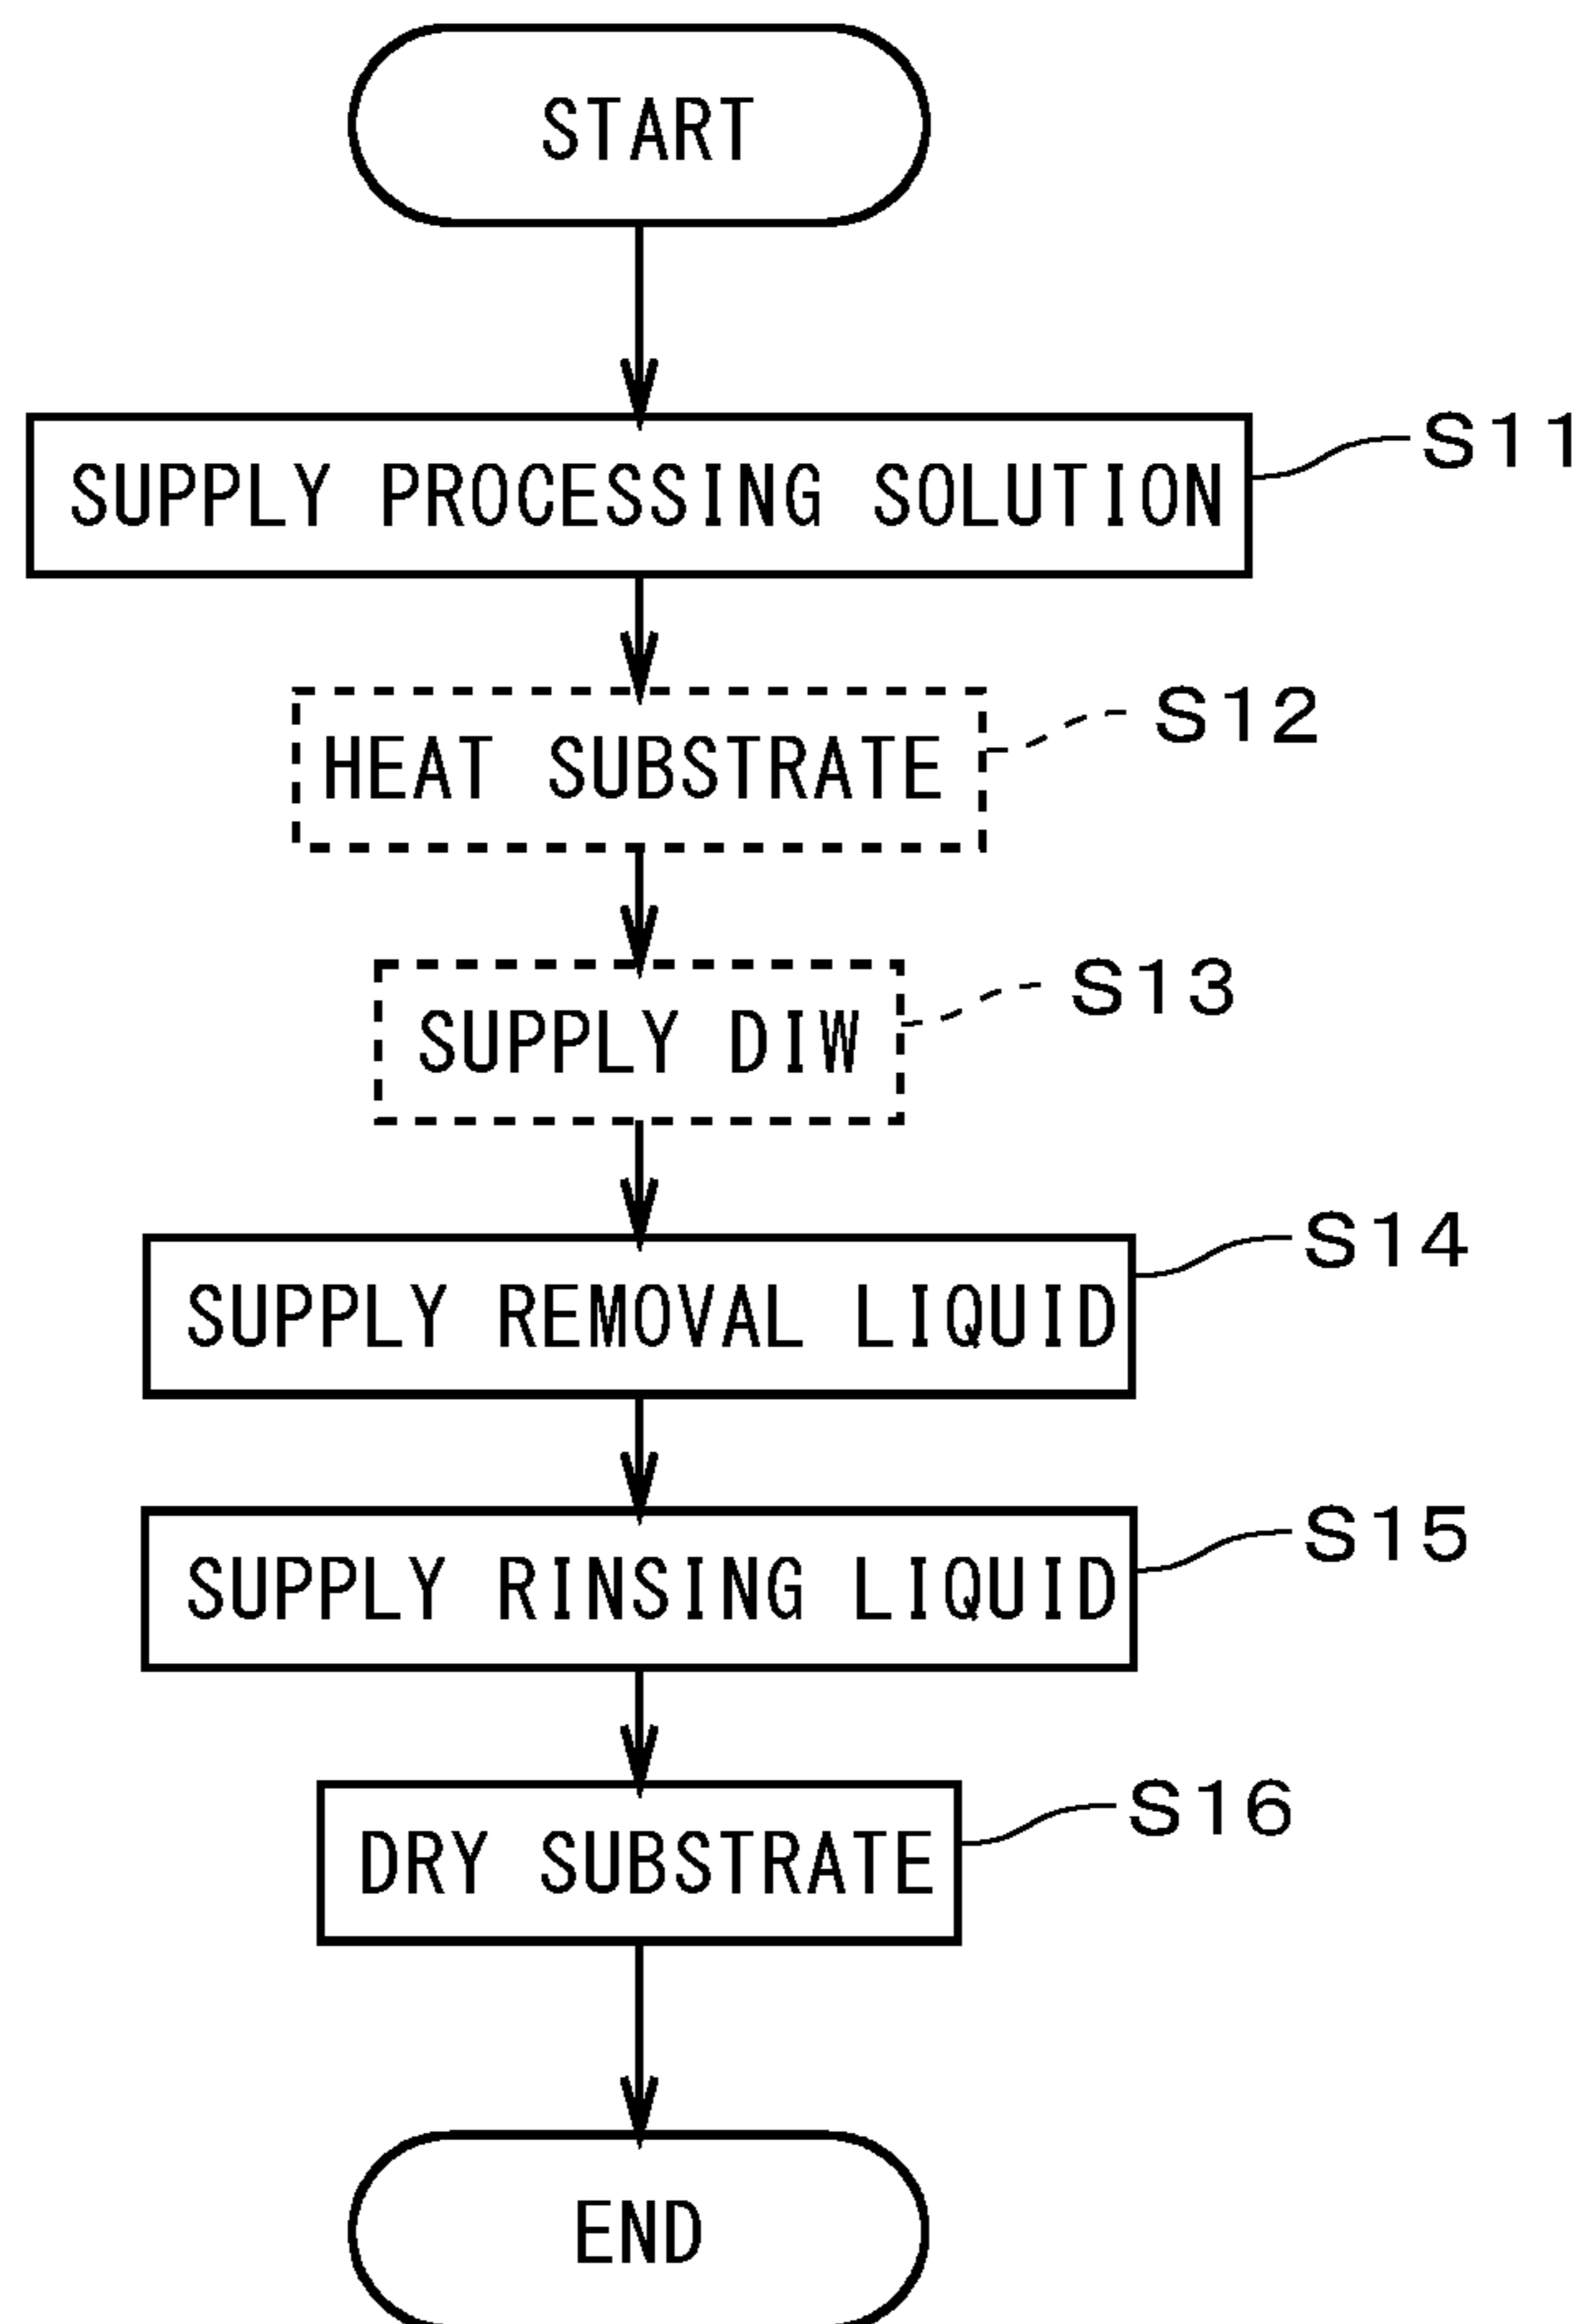 START
SUPPLY PROCESSING SOLUTION
S11
HEAT SUBSTRATE
S12
SUPPLY DIW
S13
SUPPLY REMOVAL LIQUID
S14
SUPPLY RINSING LIQUID
S15
DRY SUBSTRATE
S16
END